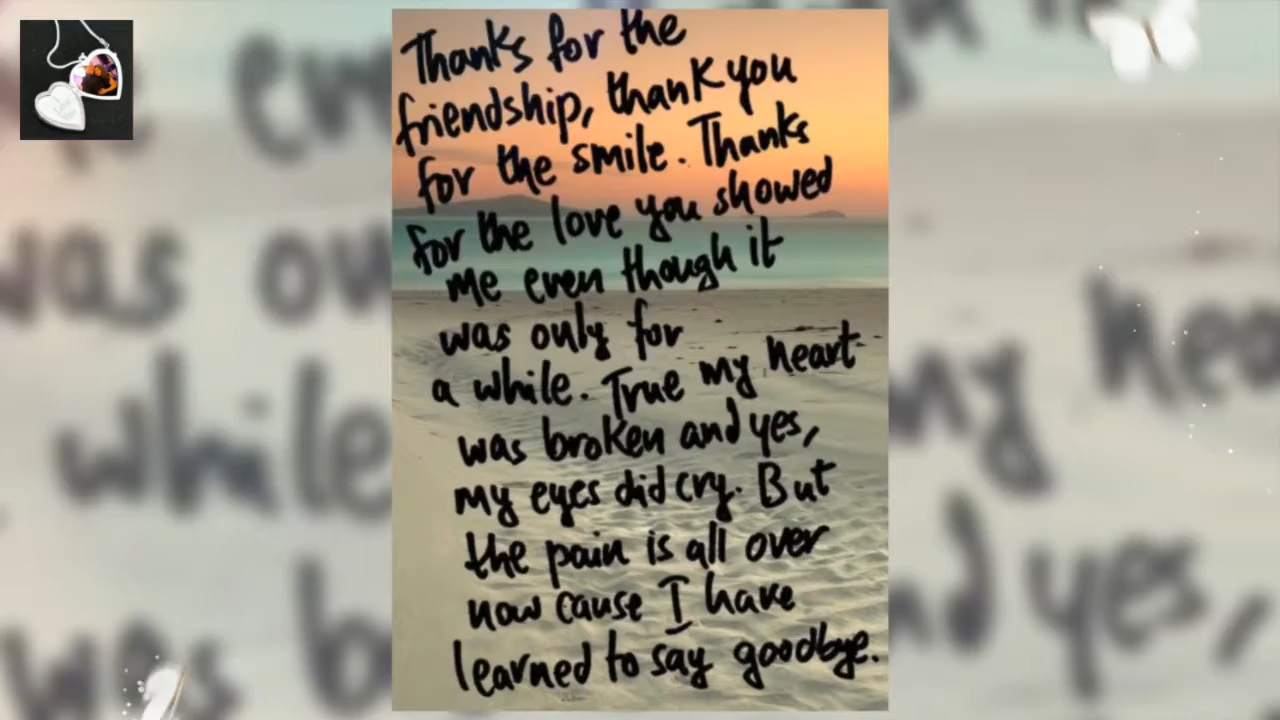 Thanks for the
friendship, thank you
for the smile. Thanks
for the love you showed
me even though it
was only for
a while. True my heart
was broken and yes,
my eyes did cry. But
the pain is all over
now cause I have
learned to say goodbye.